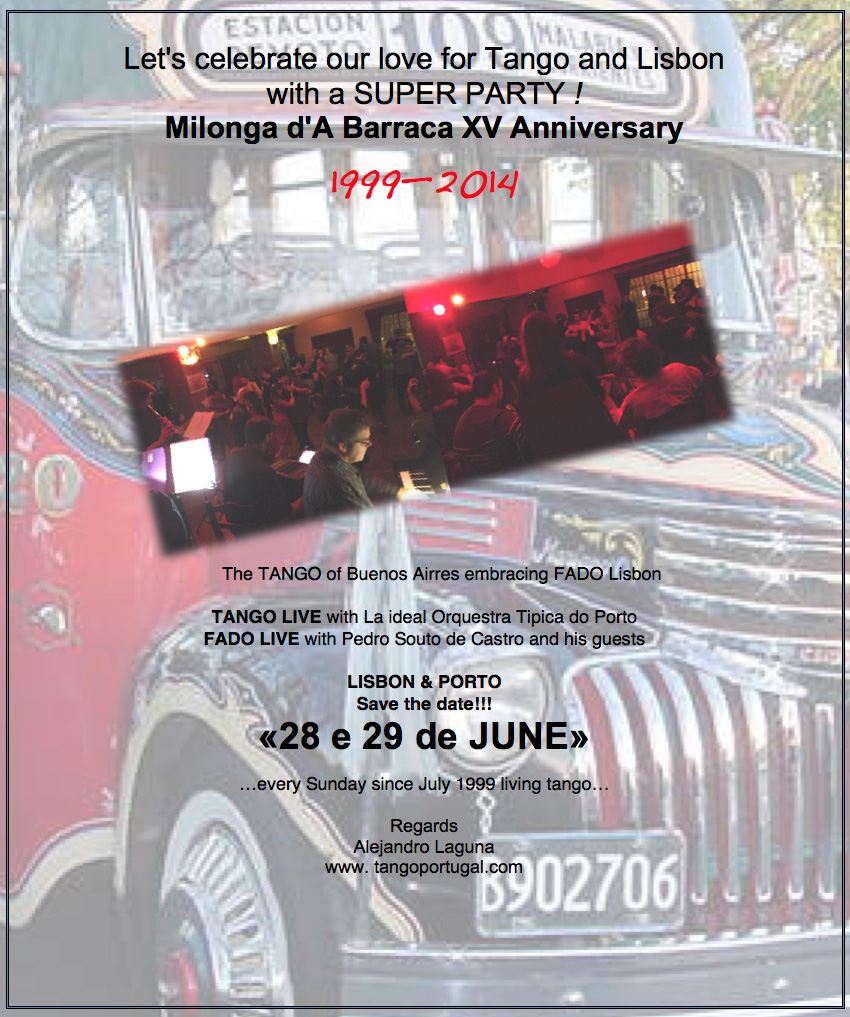 ESTACION
109
MALABIA
Let's celebrate our love for Tango and Lisbon
with a SUPER PARTY !
Milonga d'A Barraca XV Anniversary
1999—2014
20
The TANGO of Buenos Airres embracing FADO Lisbon
TANGO LIVE with La ideal Orquestra Tipica do Porto
FADO LIVE with Pedro Souto de Castro and his guests
LISBON & PORTO
Save the date!!!
«28 e 29 de JUNE»
…every Sunday since July 1999 living tango…
Regards
Alejandro Laguna
www. tangoportugal.com
B902706